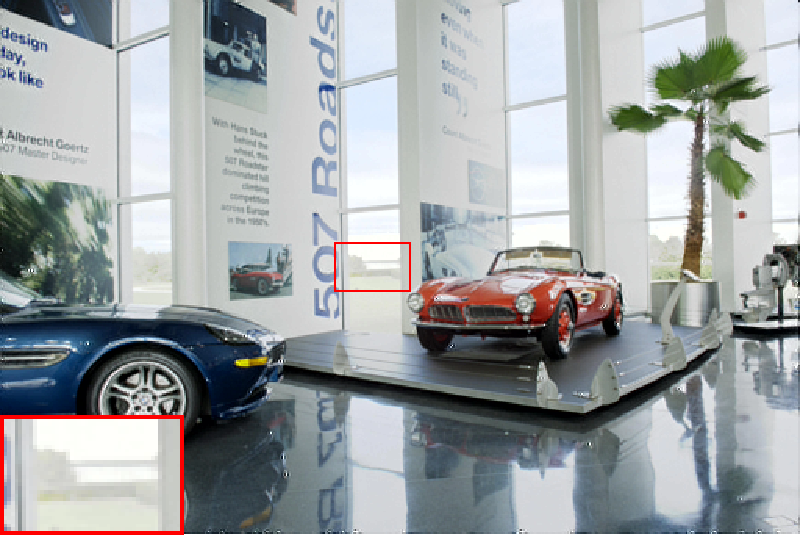 design
day,
ok like
Albrecht Goertz
507 Master Designer
With Hans Stuck
behind the
wheel, this
507 Roadster
dominated hill
climbing
competition
across Europe
in the 1950's.
507 Roads
even when
it was
standing
still